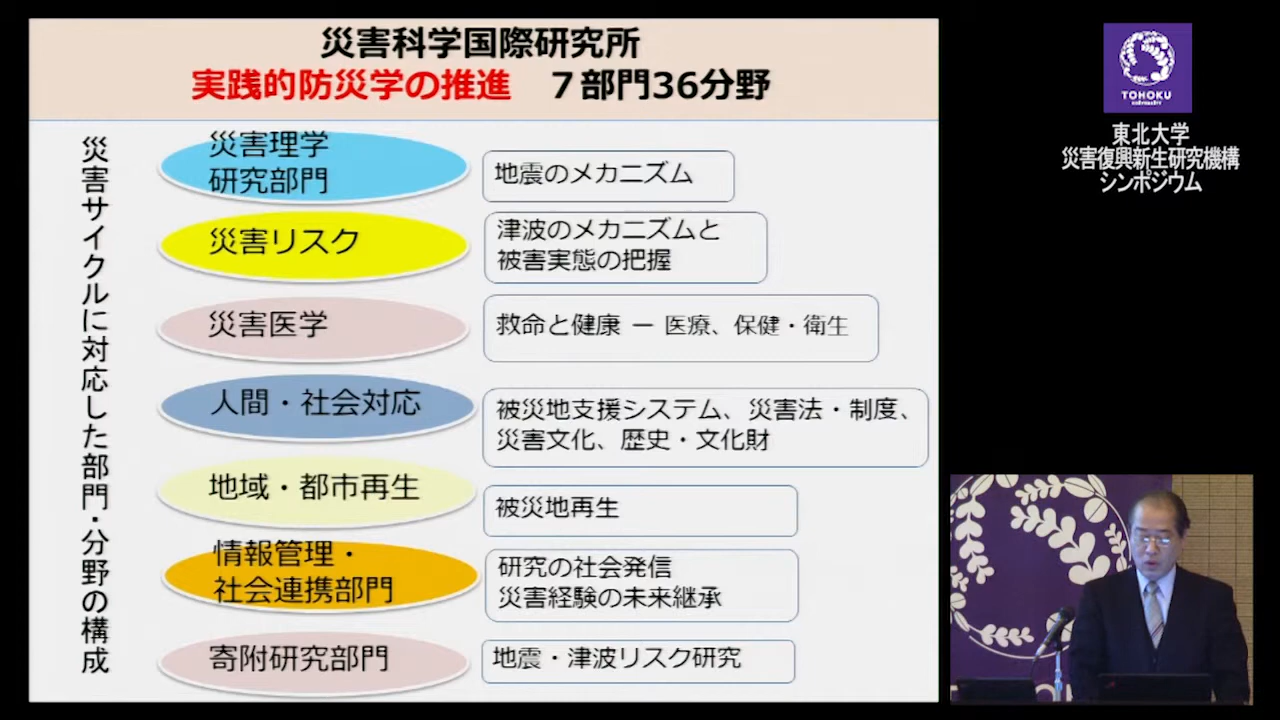 災害科学国際研究所
実践的防災学の推進　７部門36分野
災害サイクルに対応した部門・分野の構成
災害理学
研究部門
地震のメカニズム
災害リスク
津波のメカニズムと
被害実態の把握
災害医学
救命と健康 ー 医療、保健・衛生
人間・社会対応
被災地支援システム、災害法・制度、
災害文化、歴史・文化財
地域・都市再生
被災地再生
情報管理・
社会連携部門
研究の社会発信
災害経験の未来継承
寄附研究部門
地震・津波リスク研究
TOHOKU
UNIVERSITY
東北大学
災害復興新生研究機構
シンポジウム